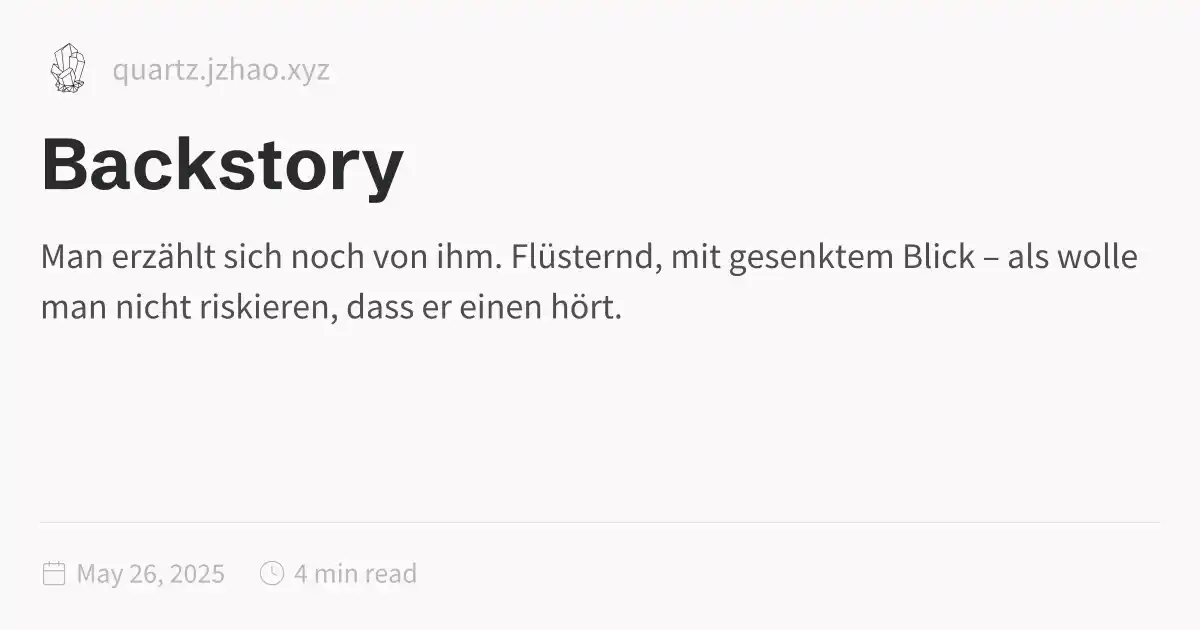 quartz.jzhao.xyz
Backstory
Man erzählt sich noch von ihm. Flüsternd, mit gesenktem Blick – als wolle
man nicht riskieren, dass er einen hört.
May 26, 2025 4 min read